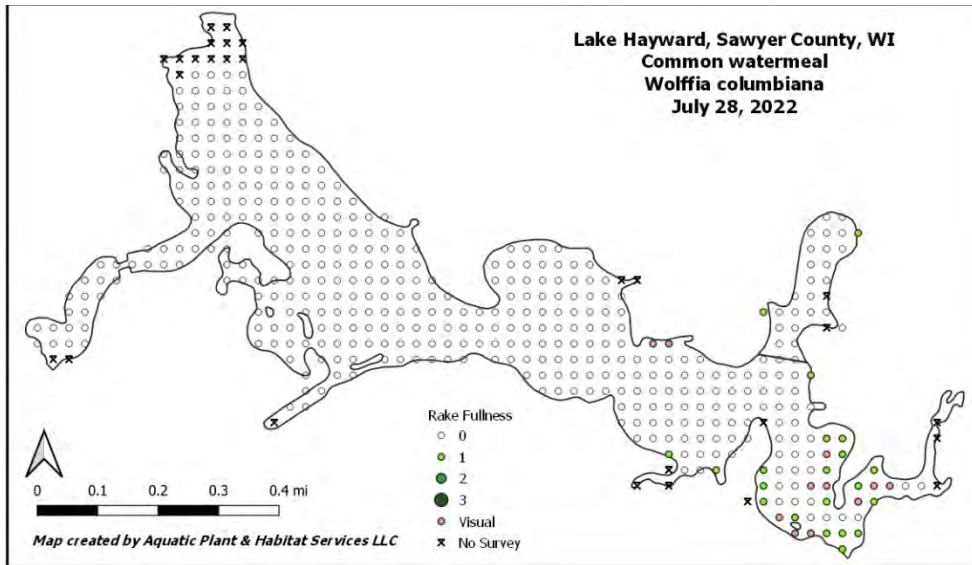 Lake Hayward, Sawyer County, WI
Common watermeal
Wolffia columbiana
July 28, 2022
Rake Fullness
0
1
2
3
Visual
No Survey
0 0.1 0.2 0.3 0.4 mi
Map created by Aquatic Plant & Habitat Services LLC